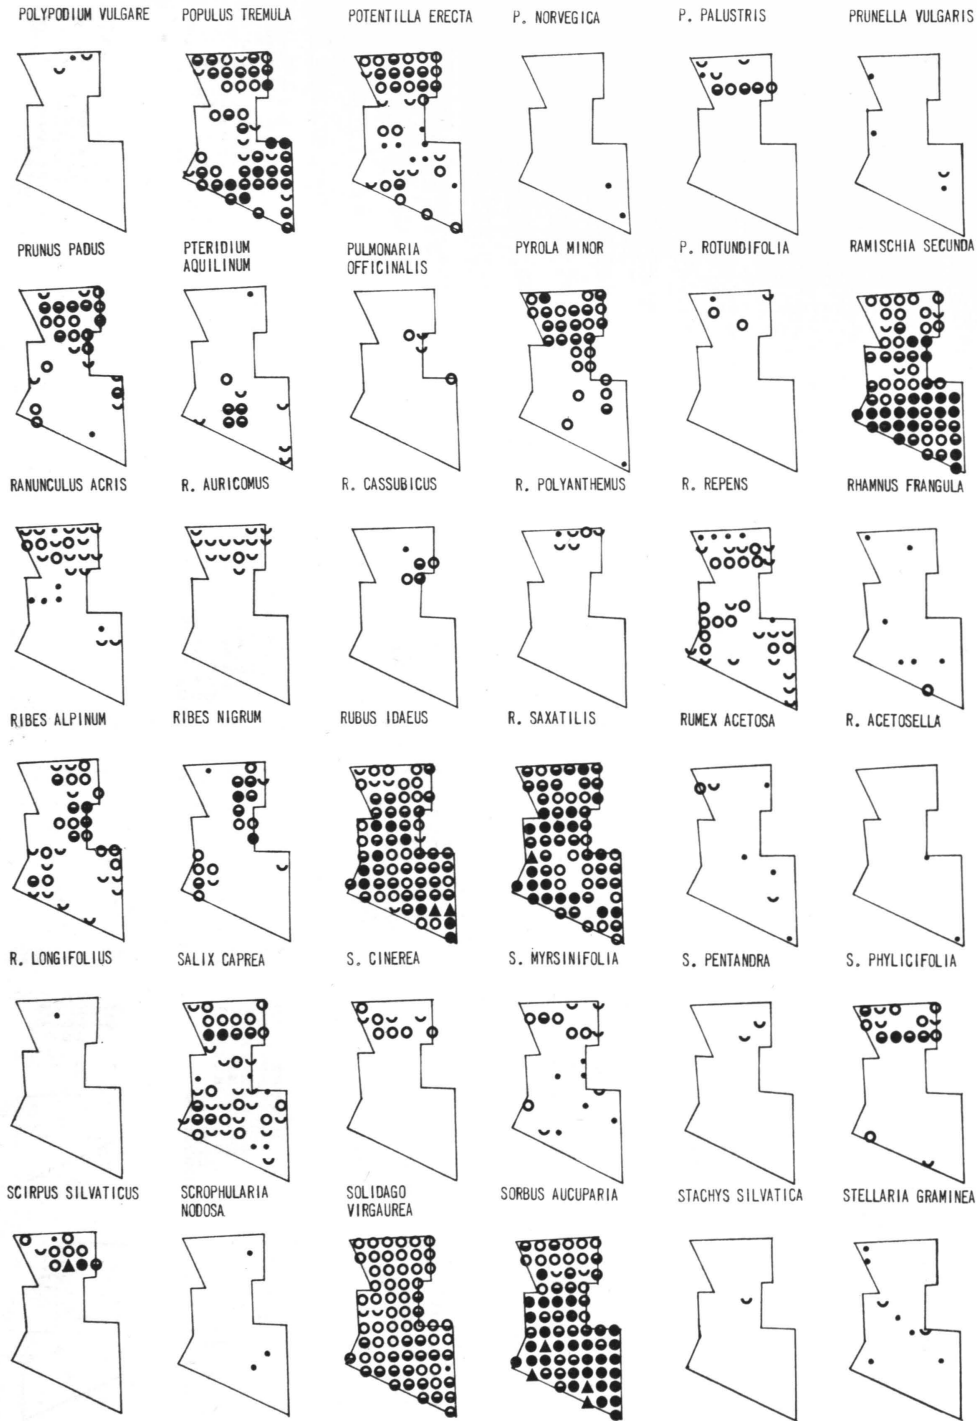 POLYPODIUM VULGARE
POPULUS TREMULA
POTENTILLA ERECTA
P. NORVEGICA
P. PALUSTRIS
PRUNELLA VULGARIS
PRUNUS PADUS
PTERIDIUM
AQUILINUM
PULMONARIA
OFFICINALIS
PYROLA MINOR
P. ROTUNDIFOLIA
RAMISCHIA SECUNDA
RANUNCULUS ACRIS
R. AURICOMUS
R. CASSUBICUS
R. POLYANTHEMUS
R. REPENS
RHAMNUS FRANGULA
RIBES ALPINUM
RIBES NIGRUM
RUBUS IDAEUS
R. SAXATILIS
RUMEX ACETOSA
R. ACETOSELLA
R. LONGIFOLIUS
SALIX CAPREA
S. CINEREA
S. MYRSINIFOLIA
S. PENTANDRA
S. PHYLICIFOLIA
SCIRPUS SILVATICUS
SCROPHULARIA
NODOSA
SOLIDAGO
VIRGAUREA
SORBUS AUCUPARIA
STACHYS SILVATICA
STELLARIA GRAMINEA